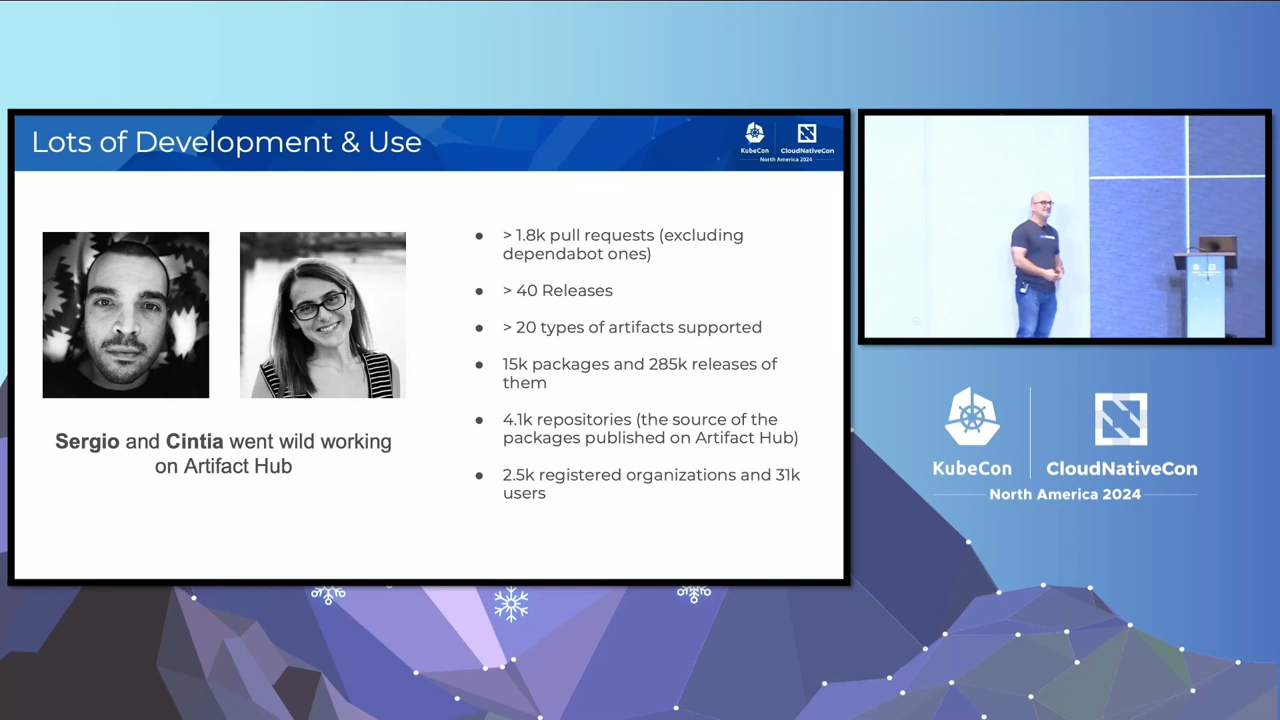 Lots of Development & Use
KubeCon
CloudNativeCon
North America 2024
Sergio and Cintia went wild working
on Artifact Hub
● > 1.8k pull requests (excluding
dependabot ones)
● > 40 Releases
● > 20 types of artifacts supported
● 15k packages and 285k releases of
them
● 4.1k repositories (the source of the
packages published on Artifact Hub)
● 2.5k registered organizations and 31k
users
KubeCon
CloudNativeCon
North America 2024